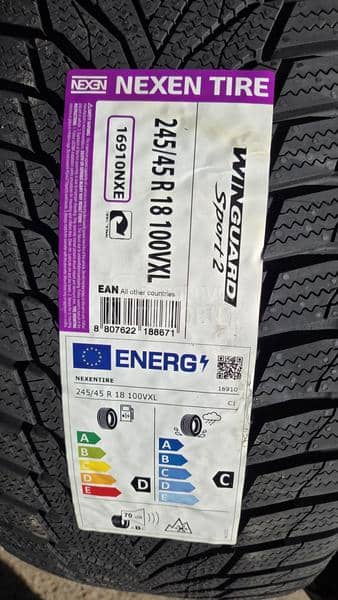 NEXEN NEXEN TIRE
WINGUARD
Sport 2
245/45 R 18 100VXL
16910NXE
EAN All other countries
8 807622 188671
ENERG
NEXENTIRE
16910
245/45 R 18 100VXL
C1
A
B
C
D
E
D
A
B
C
D
E
C
70 dB